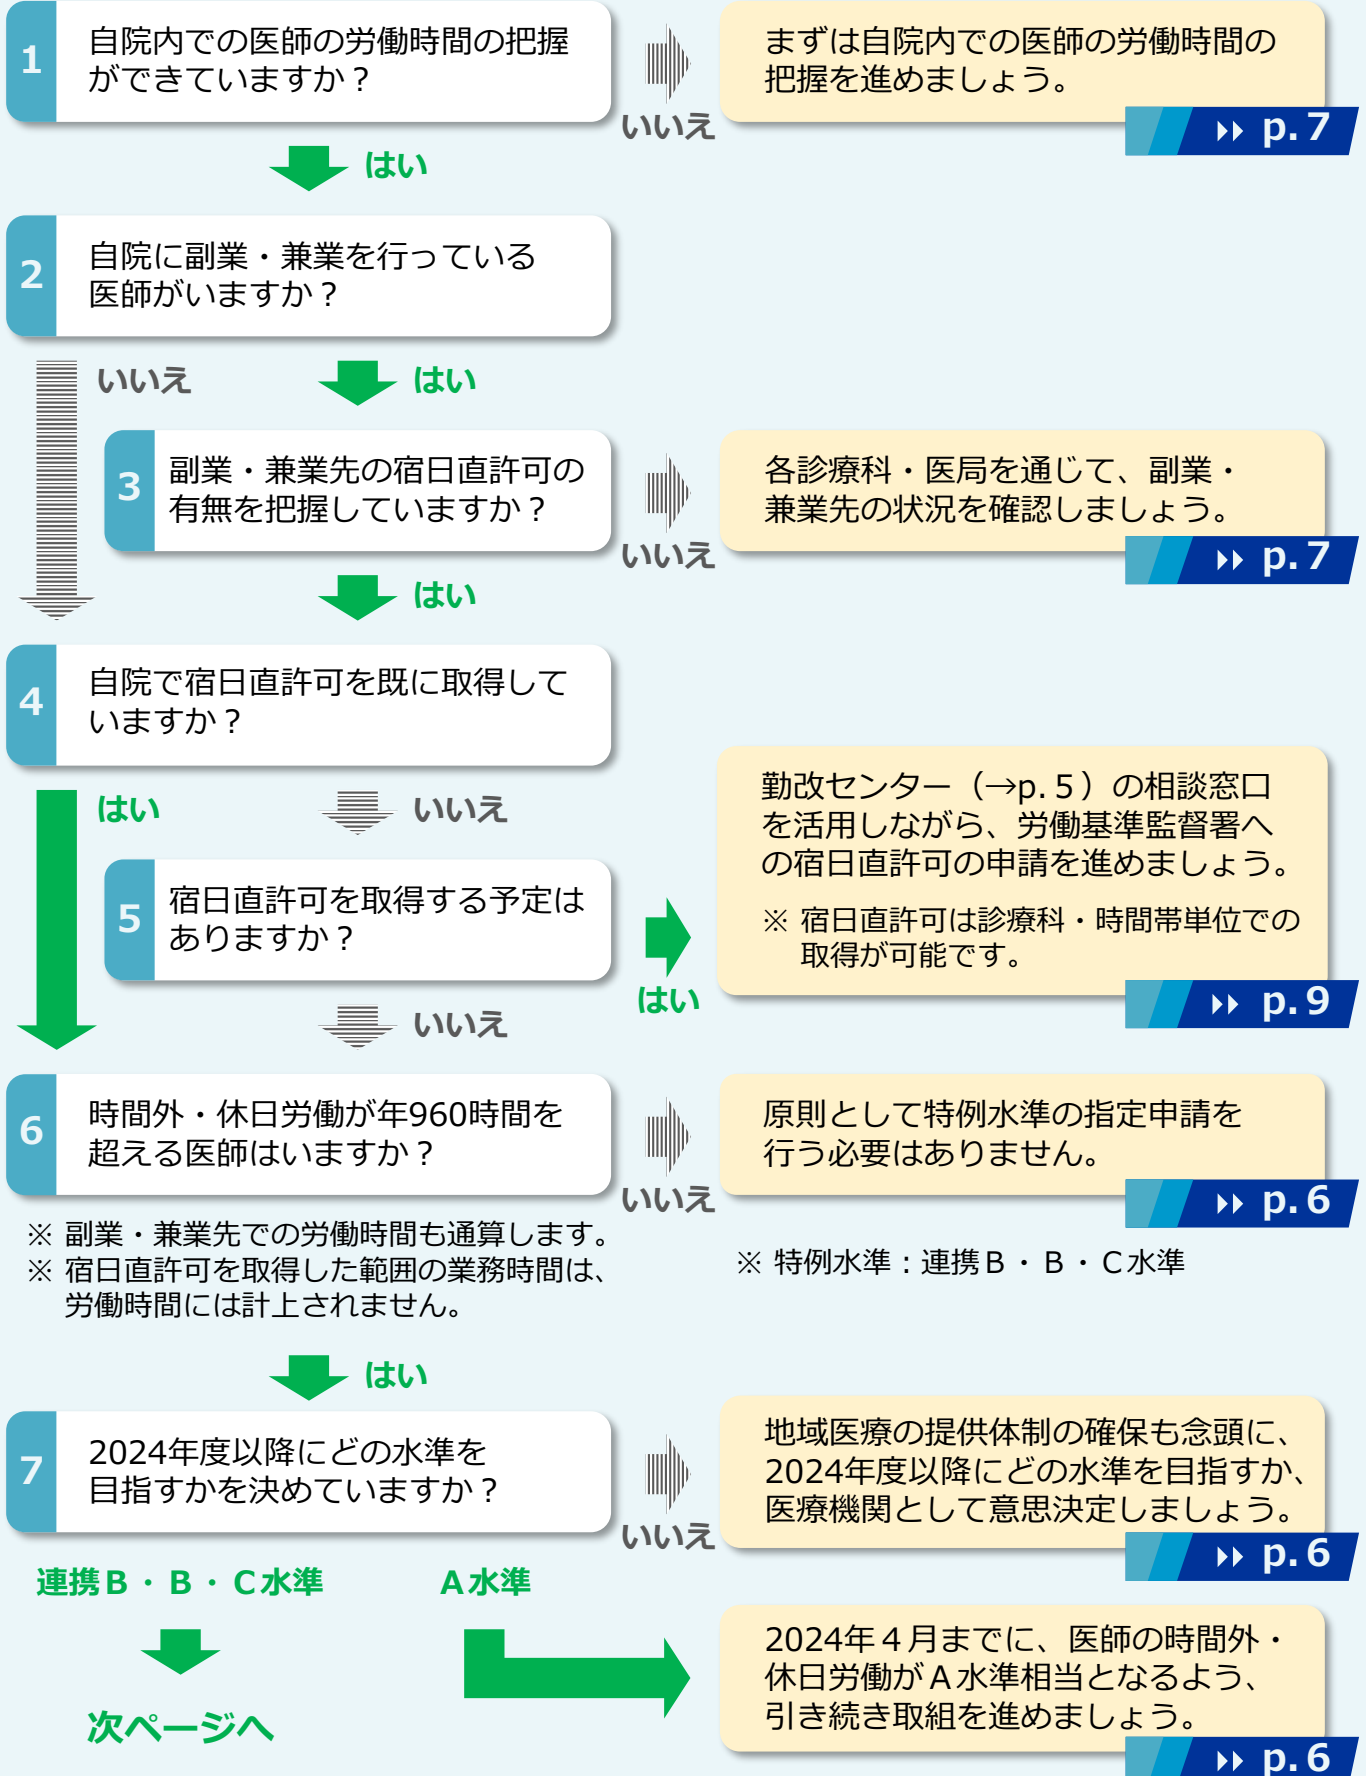 1
自院内での医師の労働時間の把握
ができていますか？
いいえ
まずは自院内での医師の労働時間の
把握を進めましょう。
p.7
はい
2
自院に副業・兼業を行っている
医師がいますか？
いいえ
はい
3
副業・兼業先の宿日直許可の
有無を把握していますか？
いいえ
各診療科・医局を通じて、副業・
兼業先の状況を確認しましょう。
p.7
はい
4
自院で宿日直許可を既に取得して
いますか？
はい
いいえ
5
宿日直許可を取得する予定は
ありますか？
はい
勤改センター（→p.５）の相談窓口
を活用しながら、労働基準監督署へ
の宿日直許可の申請を進めましょう。
※ 宿日直許可は診療科・時間帯単位での
取得が可能です。
p.9
いいえ
6
時間外・休日労働が年960時間を
超える医師はいますか？
いいえ
原則として特例水準の指定申請を
行う必要はありません。
p.6
※ 副業・兼業先での労働時間も通算します。
※ 宿日直許可を取得した範囲の業務時間は、
労働時間には計上されません。
※ 特例水準：連携Ｂ・Ｂ・Ｃ水準
はい
7
2024年度以降にどの水準を
目指すかを決めていますか？
いいえ
地域医療の提供体制の確保も念頭に、
2024年度以降にどの水準を目指すか、
医療機関として意思決定しましょう。
p.6
連携Ｂ・Ｂ・Ｃ水準
Ａ水準
次ページへ
2024年４月までに、医師の時間外・
休日労働がＡ水準相当となるよう、
引き続き取組を進めましょう。
p.6